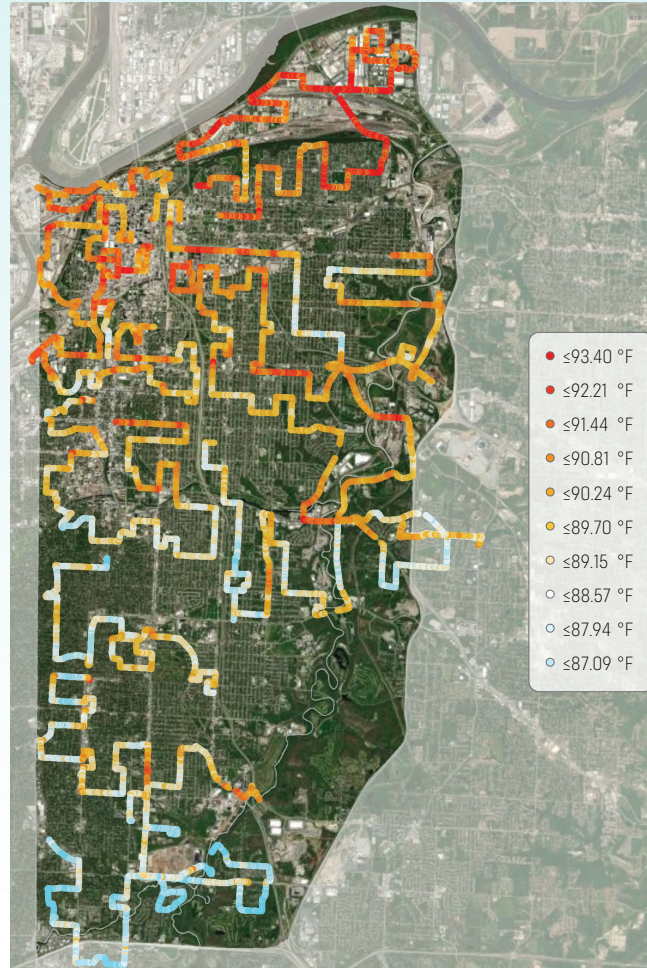 ≤93.40 °F
≤92.21 °F
≤91.44 °F
≤90.81 °F
≤90.24 °F
≤89.70 °F
≤89.15 °F
≤88.57 °F
≤87.94 °F
≤87.09 °F